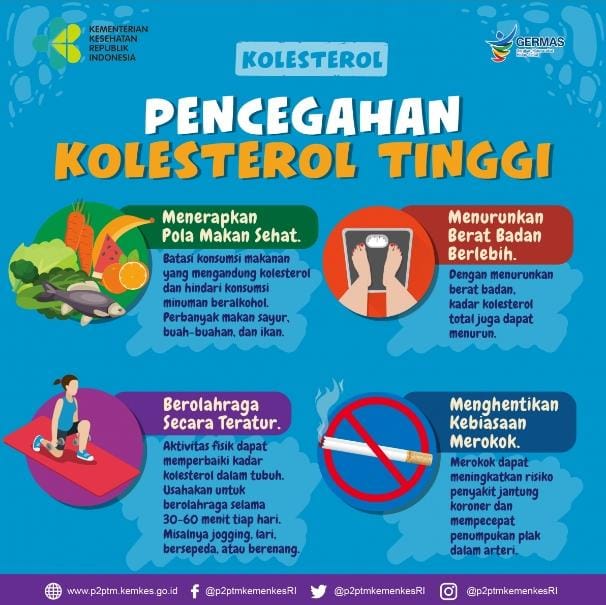 KEMENTERIAN
KESEHATAN
REPUBLIK
INDONESIA
GERMAS
KOLESTEROL
PENCEGAHAN
KOLESTEROL TINGGI
Menerapkan
Pola Makan Sehat.
Batasi konsumsi makanan
yang mengandung kolesterol
dan hindari konsumsi
minuman beralkohol.
Perbanyak makan sayur,
buah-buahan, dan ikan.
Menurunkan
Berat Badan
Berlebih.
Dengan menurunkan
berat badan,
kadar kolesterol
total juga dapat
menurun.
Berolahraga
Secara Teratur.
Aktivitas fisik dapat
memperbaiki kadar
kolesterol dalam tubuh.
Usahakan untuk
berolahraga selama
30-60 menit tiap hari.
Misalnya jogging, lari,
bersepeda, atau berenang.
Menghentikan
Kebiasaan
Merokok.
Merokok dapat
meningkatkan risiko
penyakit jantung
koroner dan
mempecepat
penumpukan plak
dalam arteri.
www.p2ptm.kemkes.go.id
@p2ptmkemenkesRI
@p2ptmkemenkesRI
@p2ptmkemenkesRI